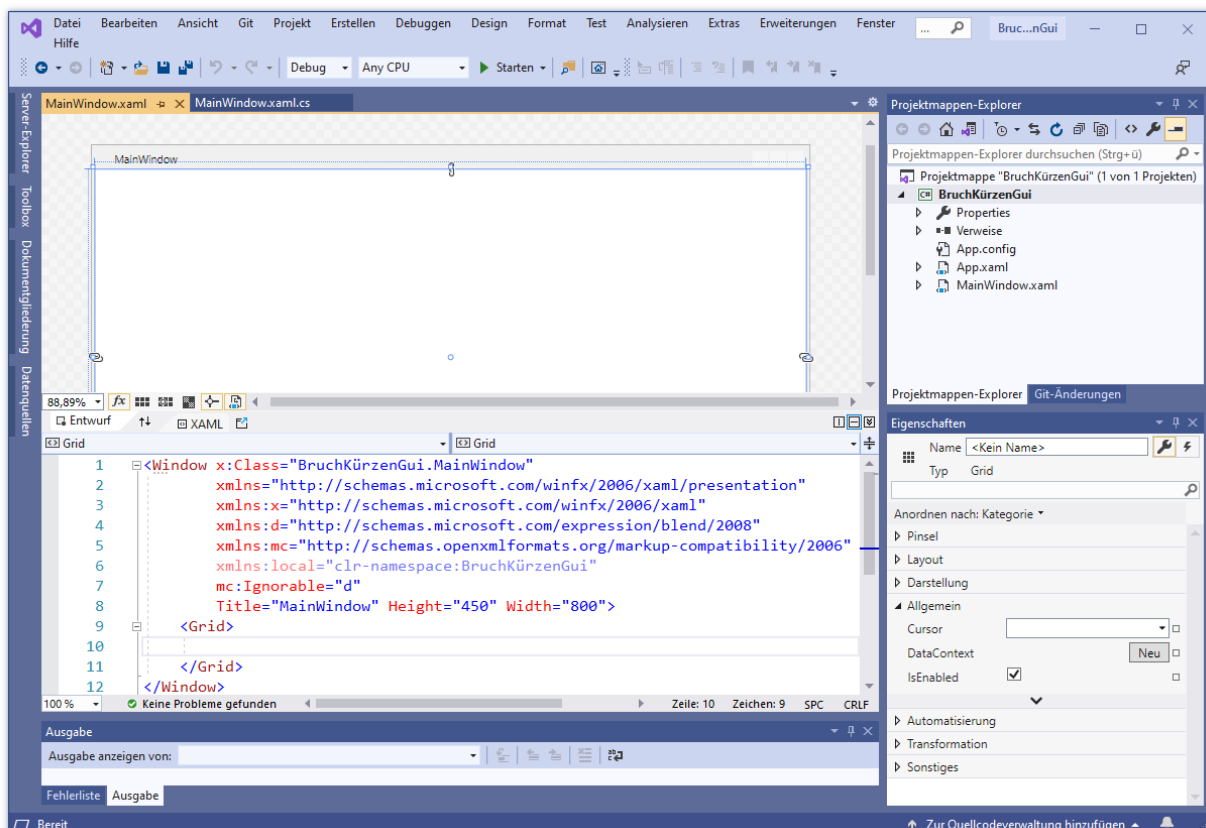 Datei Bearbeiten Ansicht Git Projekt Erstellen Debuggen Design Format Test Analysieren Extras Erweiterungen Fenster
Hilfe
... Bruc...nGui
Debug Any CPU Starten
Server-Explorer
Toolbox
Dokumentgliederung
Datenquellen
MainWindow.xaml MainWindow.xaml.cs
MainWindow
88,89% fx
Entwurf XAML
Grid Grid
1 <Window x:Class="BruchKürzenGui.MainWindow"
2 xmlns="http://schemas.microsoft.com/winfx/2006/xaml/presentation"
3 xmlns:x="http://schemas.microsoft.com/winfx/2006/xaml"
4 xmlns:d="http://schemas.microsoft.com/expression/blend/2008"
5 xmlns:mc="http://schemas.openxmlformats.org/markup-compatibility/2006"
6 xmlns:local="clr-namespace:BruchKürzenGui"
7 mc:Ignorable="d"
8 Title="MainWindow" Height="450" Width="800">
9 <Grid>
10
11 </Grid>
12 </Window>
100 % Keine Probleme gefunden Zeile: 10 Zeichen: 9 SPC CRLF
Ausgabe
Ausgabe anzeigen von:
Fehlerliste Ausgabe
Projektmappen-Explorer
Projektmappen-Explorer durchsuchen (Strg+ü)
Projektmappe "BruchKürzenGui" (1 von 1 Projekten)
C# BruchKürzenGui
Properties
Verweise
App.config
App.xaml
MainWindow.xaml
Projektmappen-Explorer Git-Änderungen
Eigenschaften
Name <Kein Name>
Typ Grid
Anordnen nach: Kategorie
Pinsel
Layout
Darstellung
Allgemein
Cursor
DataContext Neu
IsEnabled
Automatisierung
Transformation
Sonstiges
Bereit Zur Quellcodeverwaltung hinzufügen